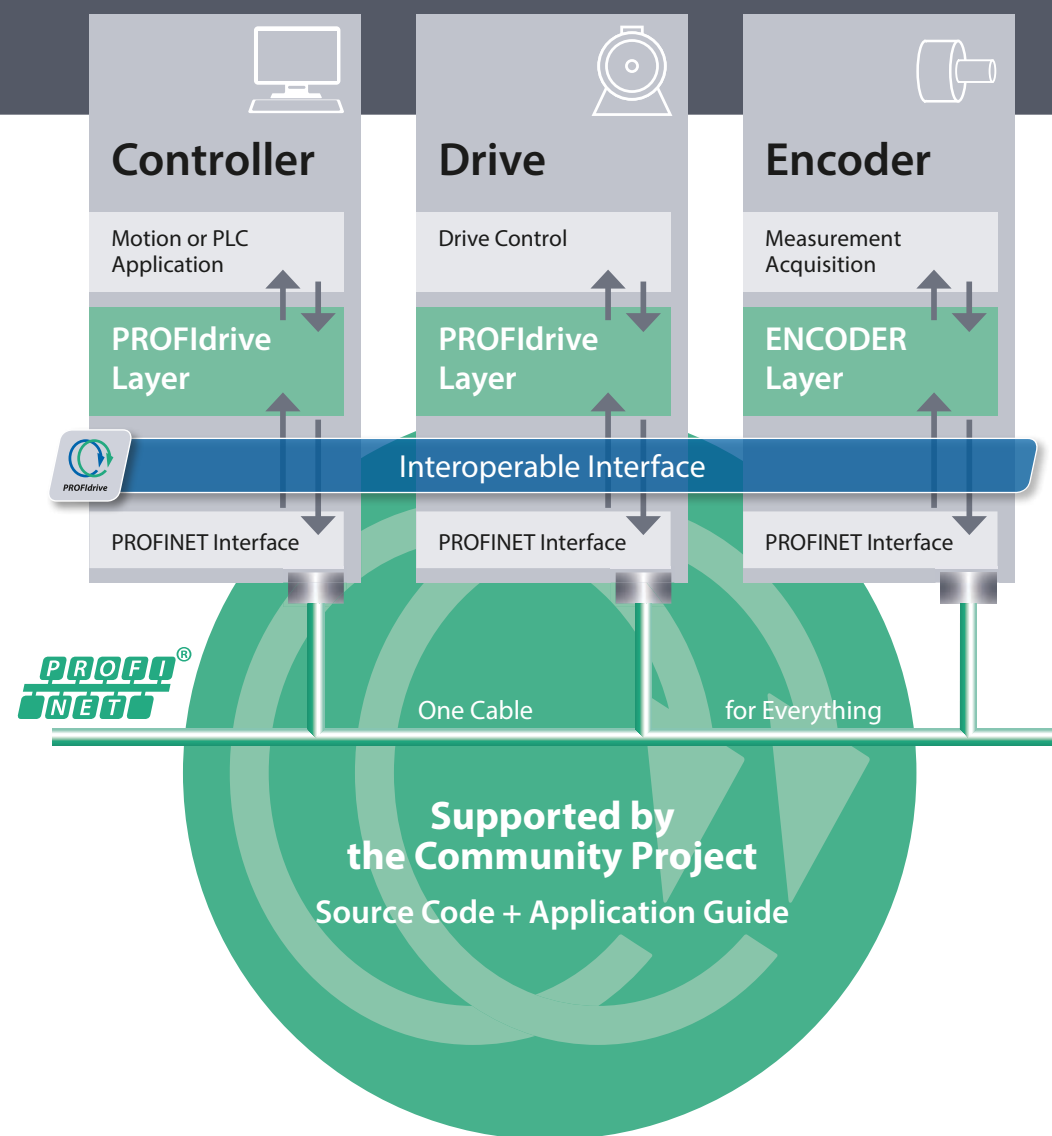 Controller
Motion or PLC
Application
PROFIdrive
Layer
Drive
Drive Control
PROFIdrive
Layer
Encoder
Measurement
Acquisition
ENCODER
Layer
PROFIdrive
Interoperable Interface
PROFINET Interface
PROFINET Interface
PROFINET Interface
PROFI®
NET
One Cable for Everything
Supported by
the Community Project
Source Code + Application Guide